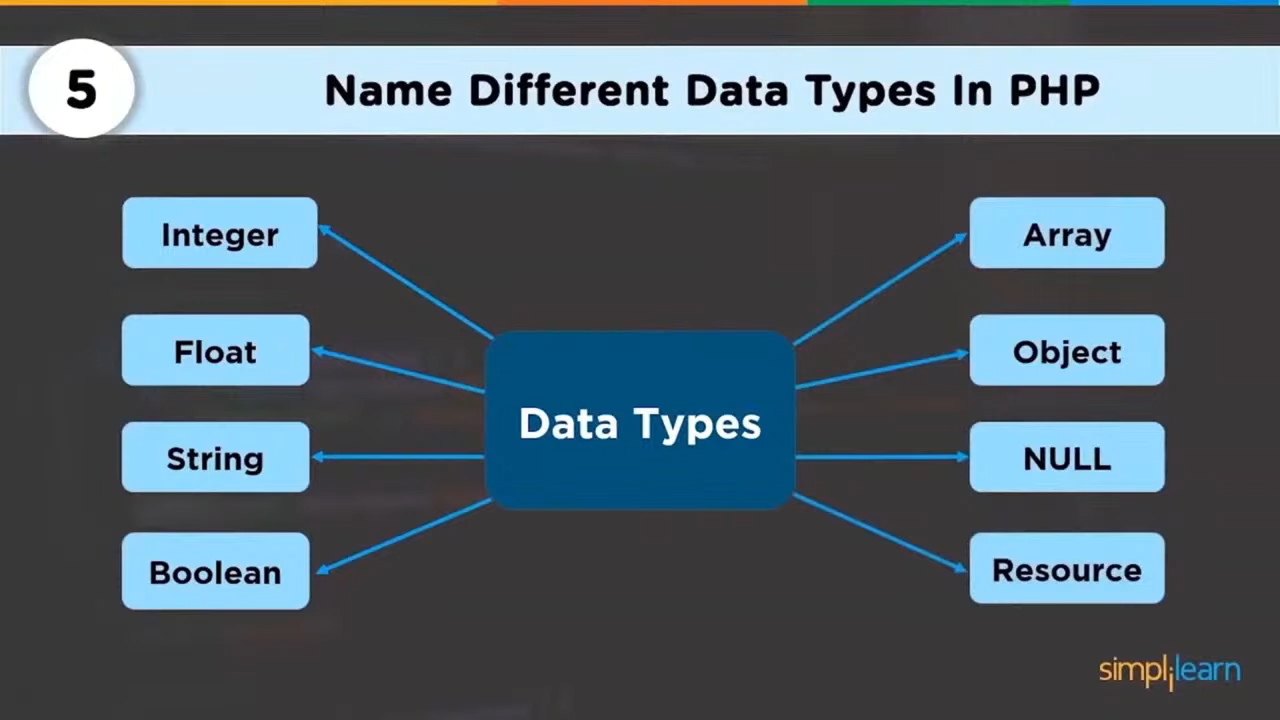 5
Name Different Data Types In PHP
Integer
Float
String
Boolean
Data Types
Array
Object
NULL
Resource
simplilearn